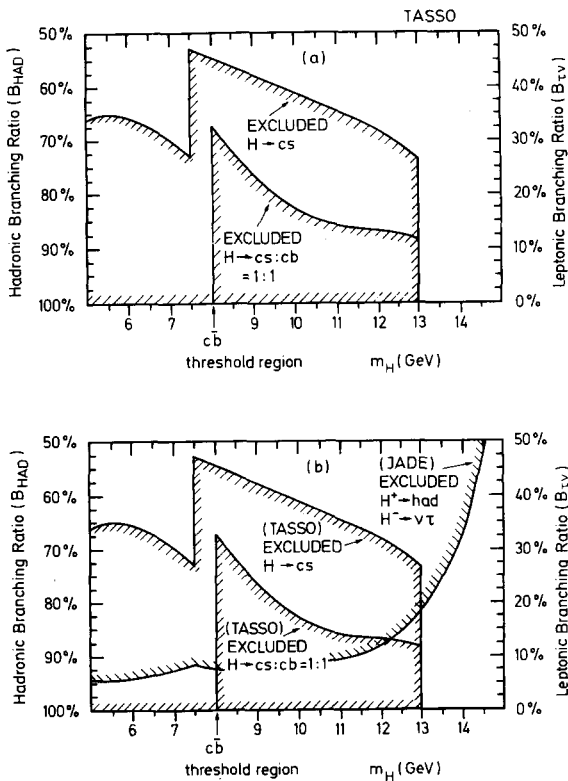 TASSO
Hadronic Branching Ratio (B_HAD)
50%
60%
70%
80%
90%
100%
(a)
EXCLUDED
H→cs
EXCLUDED
H→cs:cb
=1:1
50%
40%
30%
20%
10%
0%
Leptonic Branching Ratio (B_τν)
6 7 8 9 10 11 12 13 14
cb̄
threshold region m_H (GeV)
Hadronic Branching Ratio (B_HAD)
50%
60%
70%
80%
90%
100%
(b)
(JADE)
EXCLUDED
H⁺→had
H⁻→ντ
(TASSO)
EXCLUDED
H→cs
(TASSO)
EXCLUDED
H→cs:cb=1:1
50%
40%
30%
20%
10%
0%
Leptonic Branching Ratio (B_τν)
6 7 8 9 10 11 12 13 14
cb̄
threshold region m_H (GeV)